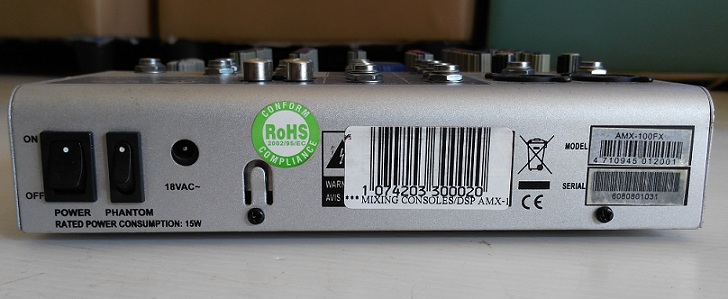 ON
OFF
POWER
PHANTOM
RATED POWER CONSUMPTION: 15W
18VAC~
CONFORM
RoHS
2002/95/EC
COMPLIANCE
WARN
AVIS
1 074203 300020
*** MIXING CONSOLES/DSP AMX-1
CE
MODEL
AMX-100FX
4 710945 012001
SERIAL
6080801031